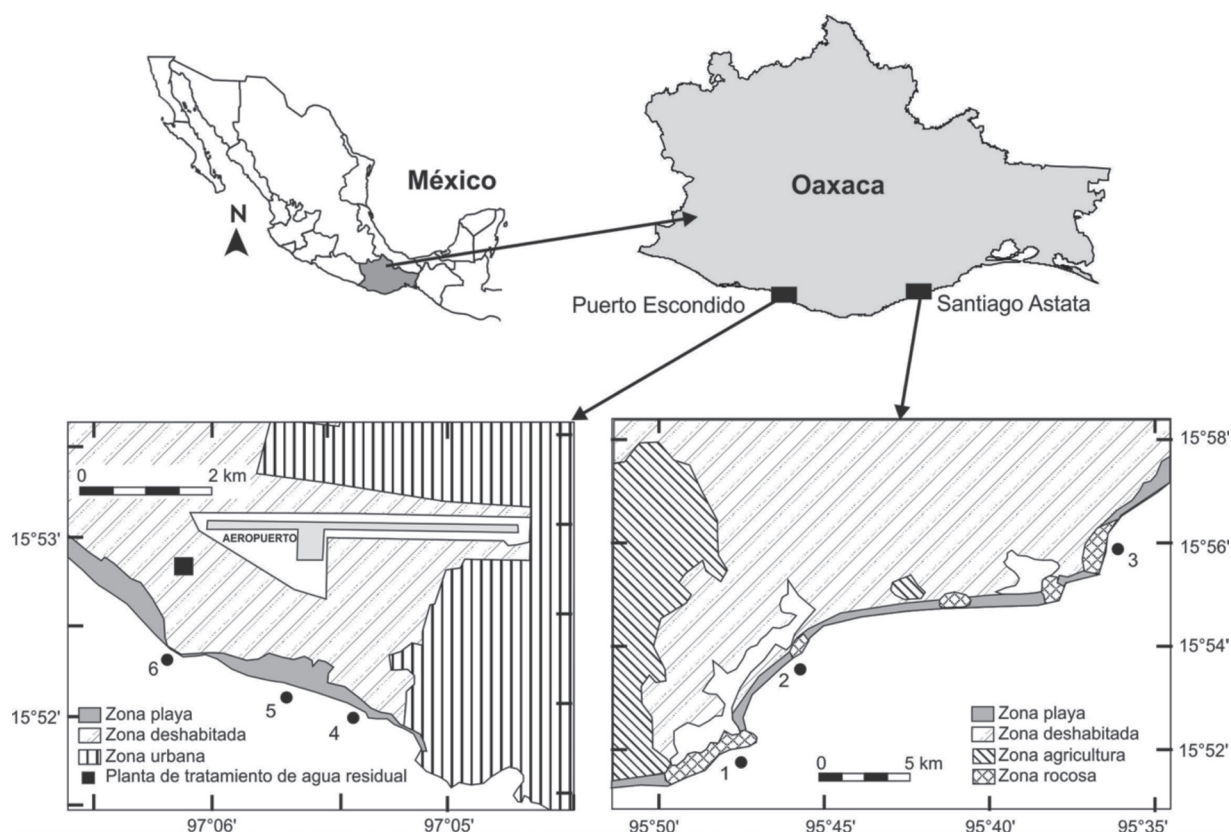 México
N
Oaxaca
Puerto Escondido
Santiago Astata
0 2 km
AEROPUERTO
15°53'
15°52'
6
5
4
Zona playa
Zona deshabitada
Zona urbana
Planta de tratamiento de agua residual
97°06'
97°05'
15°58'
15°56'
15°54'
15°52'
3
2
1
Zona playa
Zona deshabitada
Zona agricultura
Zona rocosa
0 5 km
95°50'
95°45'
95°40'
95°35'